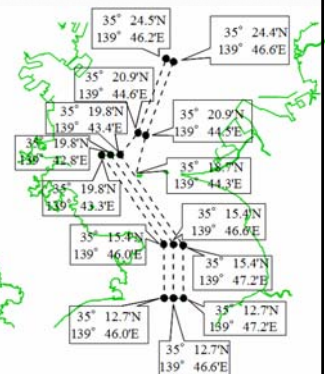 35° 24.5'N
139° 46.2'E
35° 24.4'N
139° 46.6'E
35° 20.9'N
139° 44.6'E
35° 19.8'N
139° 43.4'E
35° 20.9'N
139° 44.5'E
35° 19.8'N
139° 42.8'E
35° 18.7'N
139° 44.3'E
35° 19.8'N
139° 43.3'E
35° 15.4'N
139° 46.6'E
35° 15.4'N
139° 46.0'E
35° 15.4'N
139° 47.2'E
35° 12.7'N
139° 46.0'E
35° 12.7'N
139° 47.2'E
35° 12.7'N
139° 46.6'E